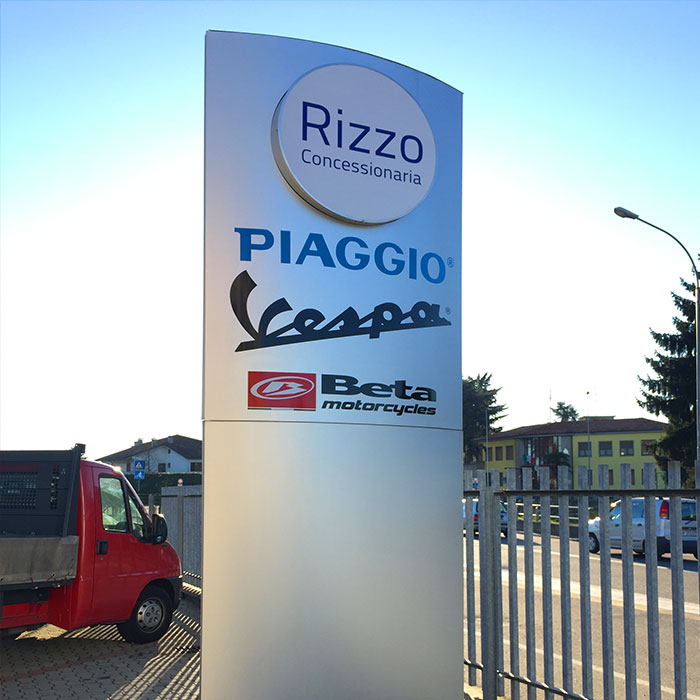 Rizzo
Concessionaria
PIAGGIO®
Vespa®
B Beta
motorcycles